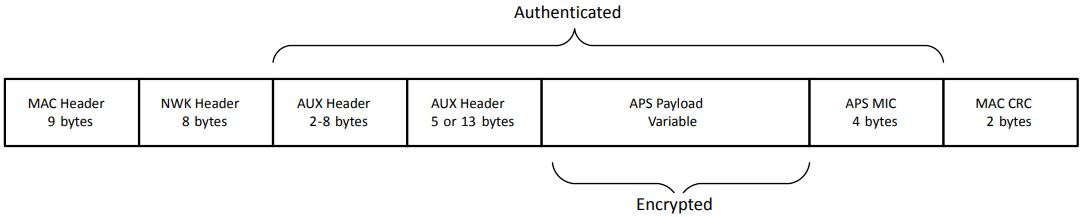 Authenticated
MAC Header
9 bytes
NWK Header
8 bytes
AUX Header
2-8 bytes
AUX Header
5 or 13 bytes
APS Payload
Variable
APS MIC
4 bytes
MAC CRC
2 bytes
Encrypted